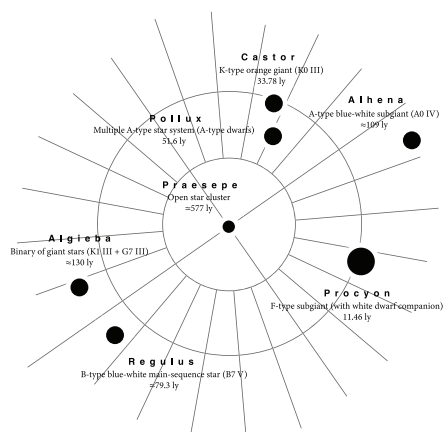 Castor
K-type orange giant (K0 III)
33.78 ly
Alhena
A-type blue-white subgiant (A0 IV)
≈109 ly
Pollux
Multiple A-type star system (A-type dwarfs)
51.6 ly
Praesepe
Open star cluster
≈577 ly
Algieba
Binary of giant stars (K1 III + G7 III)
≈130 ly
Procyon
F-type subgiant (with white dwarf companion)
11.46 ly
Regulus
B-type blue-white main-sequence star (B7 V)
≈79.3 ly